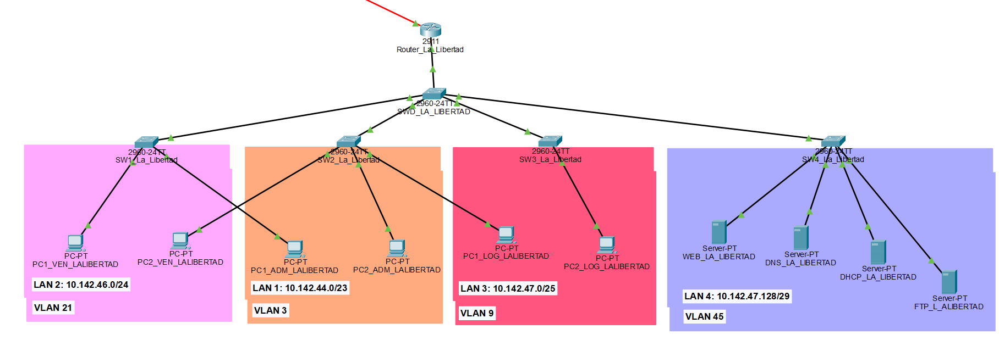 2911
Router_La_Libertad
2960-24TT
SWD_LA_LIBERTAD
2960-24TT
SW1_La_Libertad
2960-24TT
SW2_La_Libertad
2960-24TT
SW3_La_Libertad
2960-24TT
SW4_La_Libertad
PC-PT
PC1_VEN_LALIBERTAD
PC-PT
PC2_VEN_LALIBERTAD
PC-PT
PC1_ADM_LALIBERTAD
PC-PT
PC2_ADM_LALIBERTAD
PC-PT
PC1_LOG_LALIBERTAD
PC-PT
PC2_LOG_LALIBERTAD
Server-PT
WEB_LA_LIBERTAD
Server-PT
DNS_LA_LIBERTAD
Server-PT
DHCP_LA_LIBERTAD
Server-PT
FTP_L_ALIBERTAD
LAN 2: 10.142.46.0/24
VLAN 21
LAN 1: 10.142.44.0/23
VLAN 3
LAN 3: 10.142.47.0/25
VLAN 9
LAN 4: 10.142.47.128/29
VLAN 45